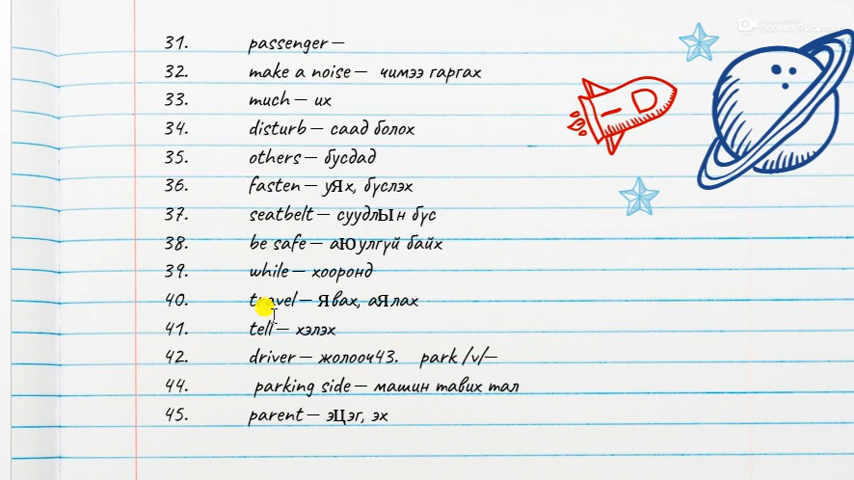 31. passenger –
32. make a noise – чимээ гаргах
33. much – их
34. disturb – саад болох
35. others – бусдад
36. fasten – уях, бүслэх
37. seatbelt – суудлын бүс
38. be safe – аюулгүй байх
39. while – хооронд
40. travel – явах, аялах
41. tell – хэлэх
42. driver – жолооч43. park /v/–
44. parking side – машин тавих тал
45. parent – эцэг, эх